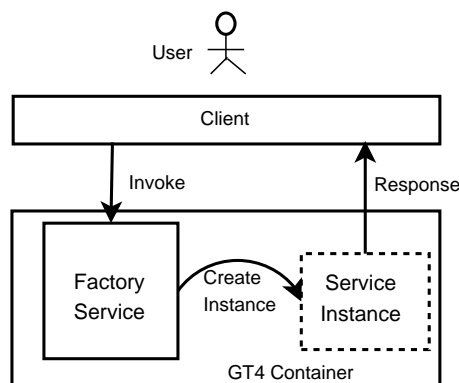 User
Client
Invoke
Response
Factory
Service
Create
Instance
Service
Instance
GT4 Container